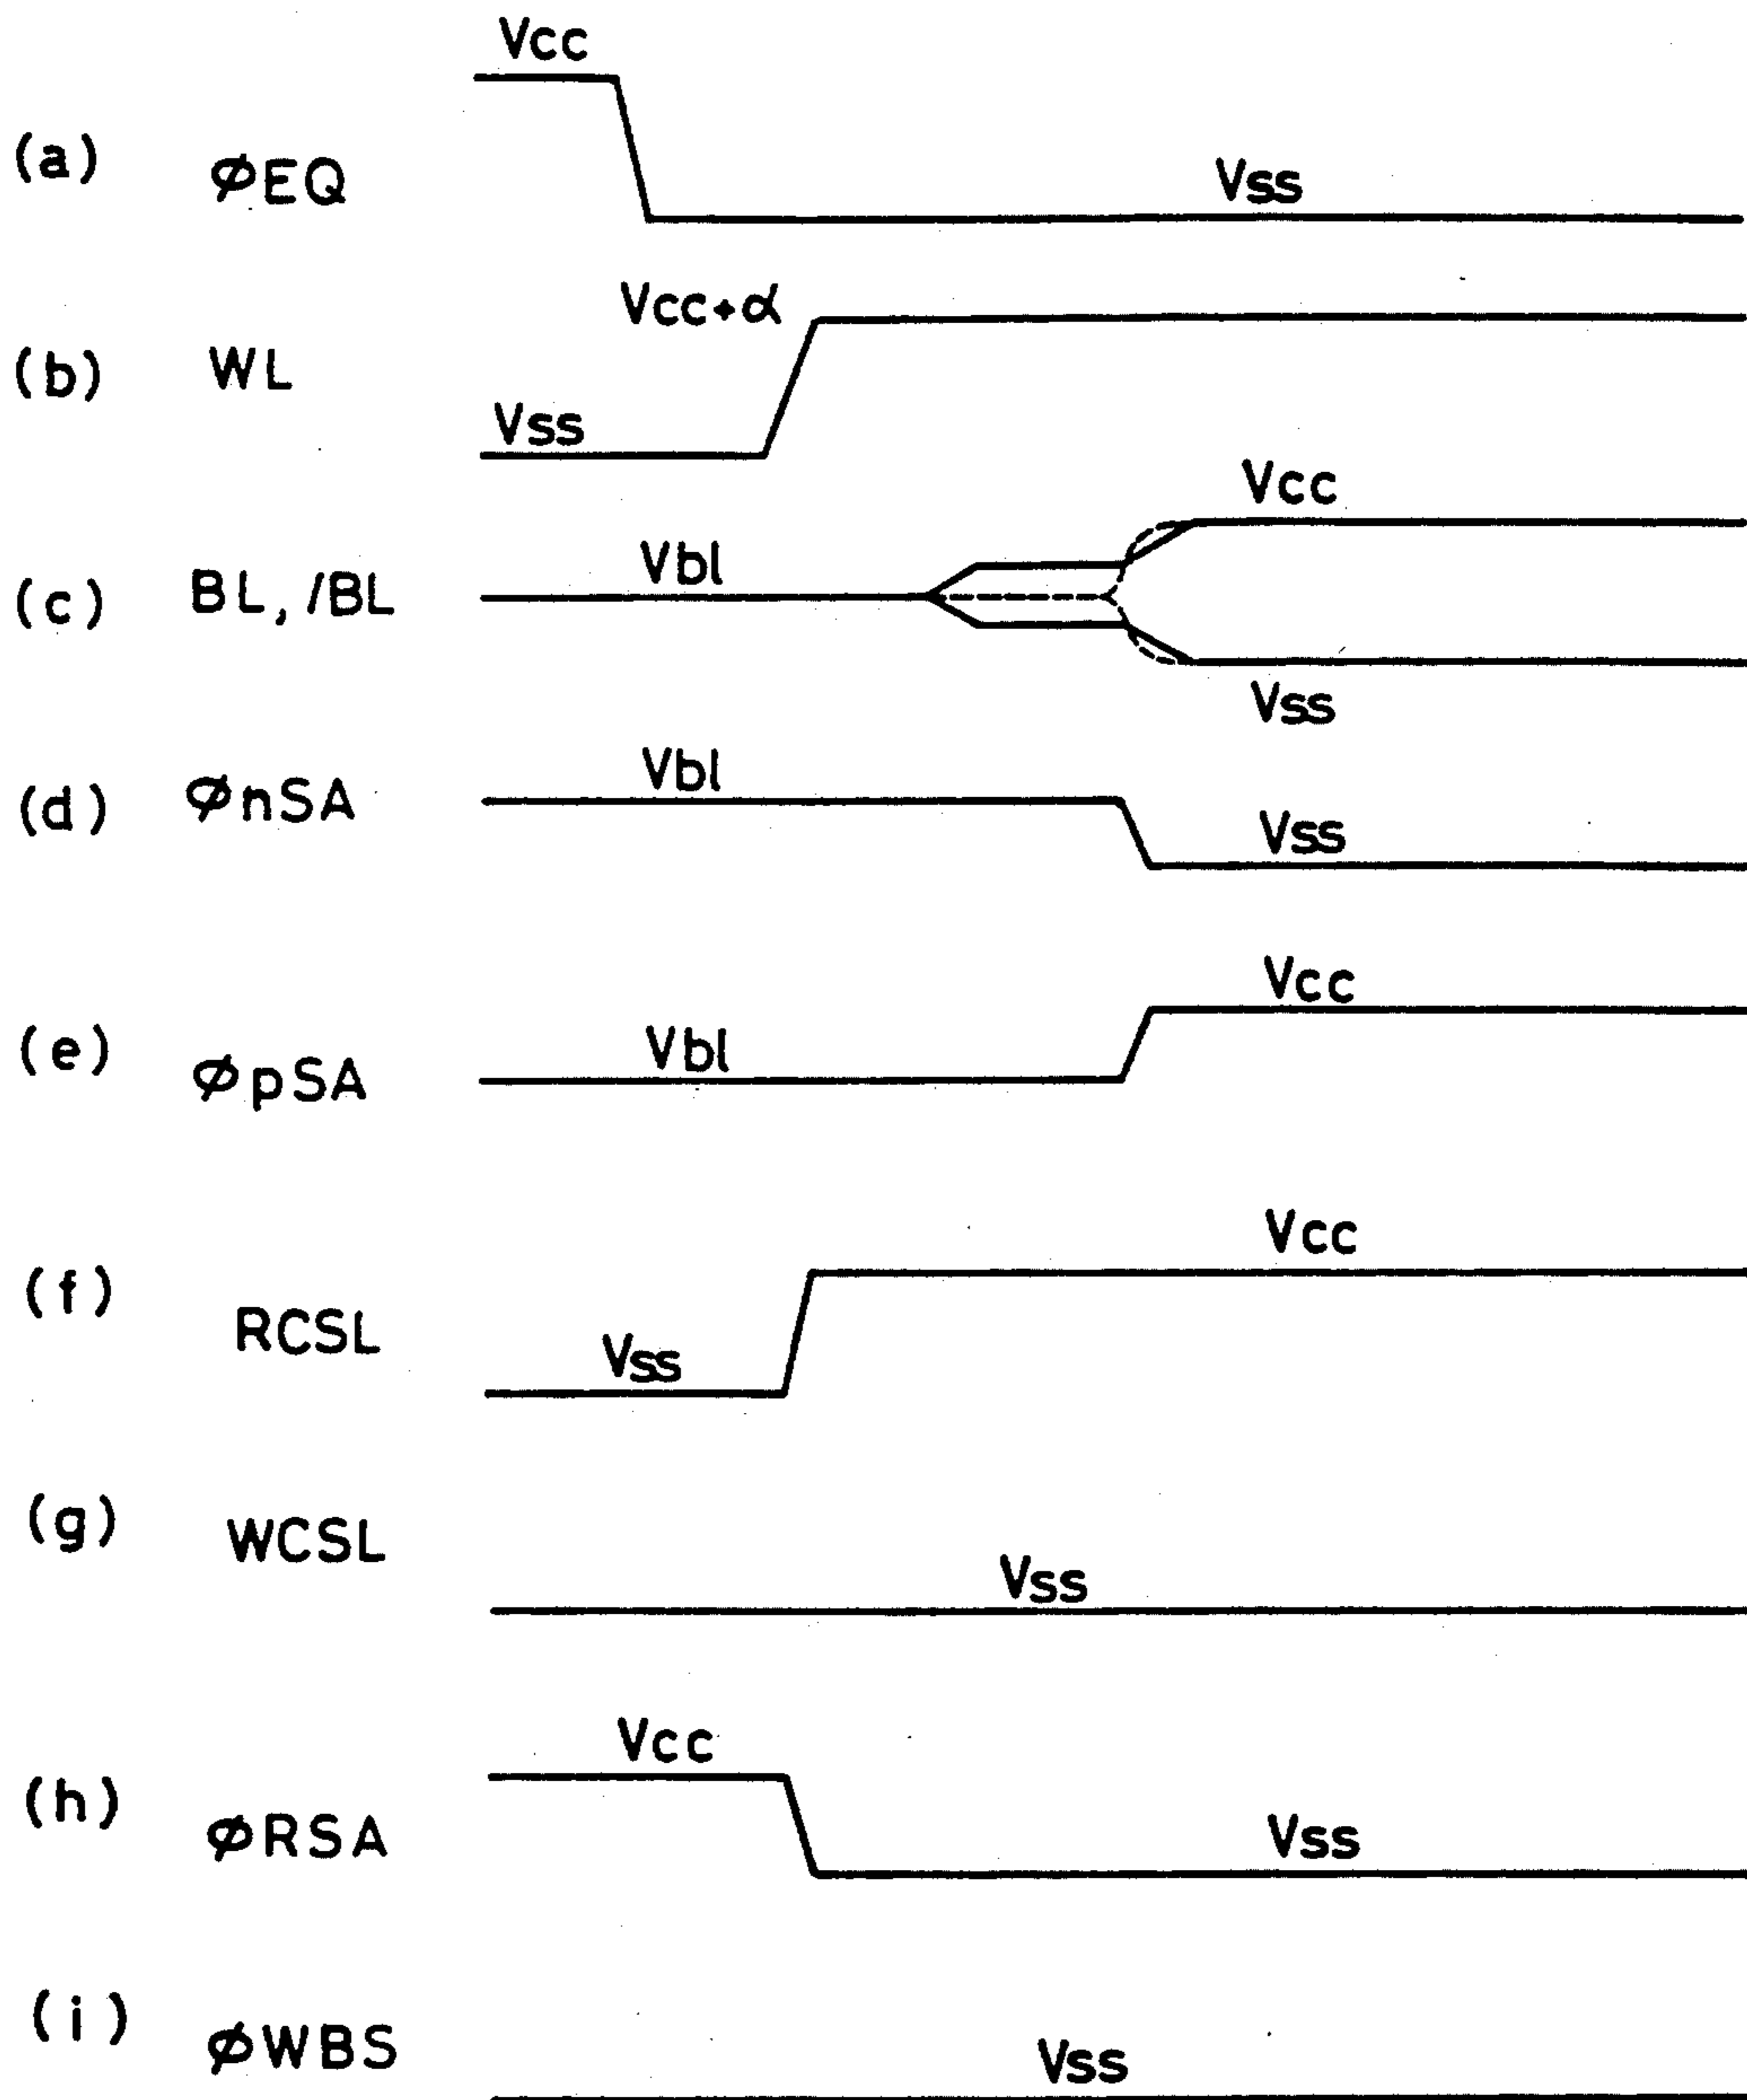 Vcc
(a) φEQ Vss
Vcc+α
(b) WL
Vss
Vcc
(c) BL, /BL Vbl
Vss
(d) φnSA Vbl
Vss
Vcc
(e) φpSA Vbl
Vcc
(f) RCSL Vss
(g) WCSL Vss
Vcc
(h) φRSA Vss
(i) φWBS Vss